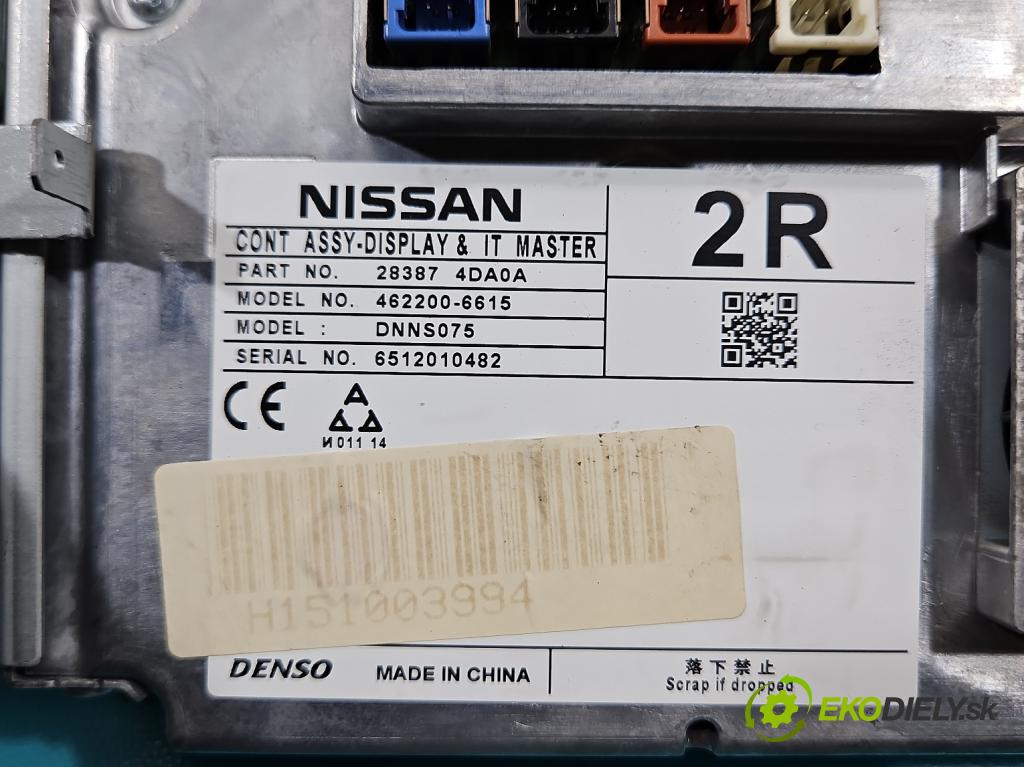 NISSAN
2R
CONT ASSY-DISPLAY & IT MASTER
PART NO. 28387 4DA0A
MODEL NO. 462200-6615
MODEL : DNNS075
SERIAL NO. 6512010482
CE
И011 14
H151003994
DENSO
MADE IN CHINA
落下禁止
Scrap if dropped
EKODIELY.sk